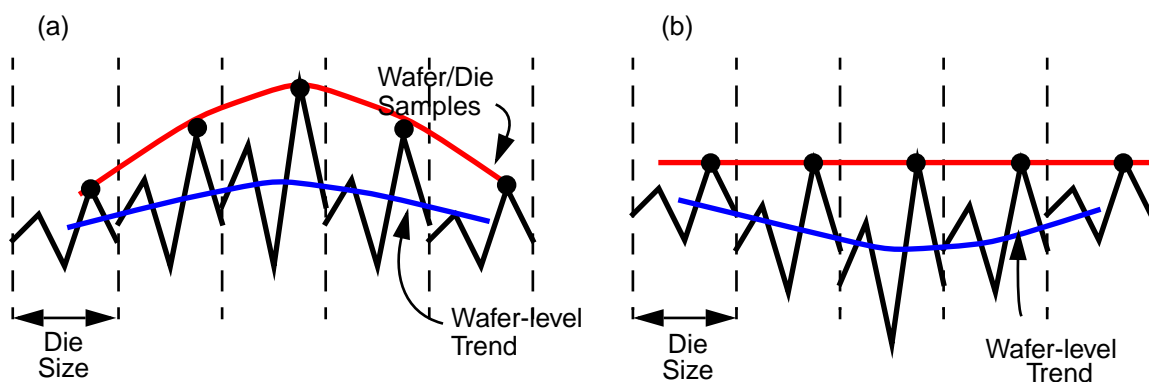 (a)
Wafer/Die
Samples
Wafer-level
Trend
Die
Size
(b)
Die
Size
Wafer-level
Trend